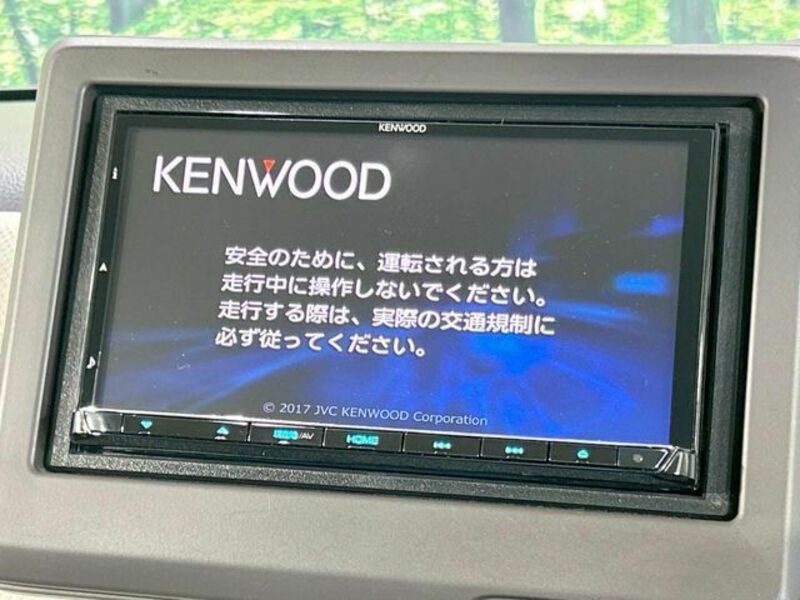 KENWOOD
KENWOOD
安全のために、運転される方は
走行中に操作しないでください。
走行する際は、実際の交通規制に
必ず従ってください。
© 2017 JVC KENWOOD Corporation
/AV
HOME